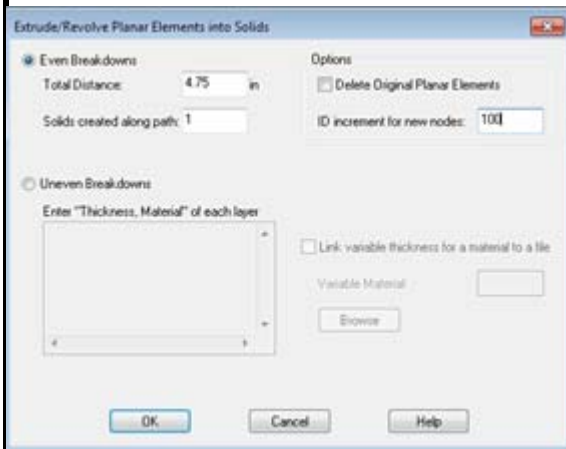 Extrude/Revolve Planar Elements into Solids
Even Breakdowns
Total Distance: 4.75 in
Solids created along path: 1
Options
Delete Original Planar Elements
ID increment for new nodes: 100
Uneven Breakdowns
Enter "Thickness, Material" of each layer
Link variable thickness for a material to a file
Variable Material
Browse
OK Cancel Help